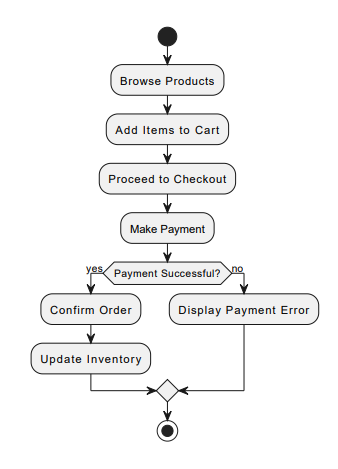 Browse Products
Add Items to Cart
Proceed to Checkout
Make Payment
yes
Payment Successful?
no
Confirm Order
Display Payment Error
Update Inventory